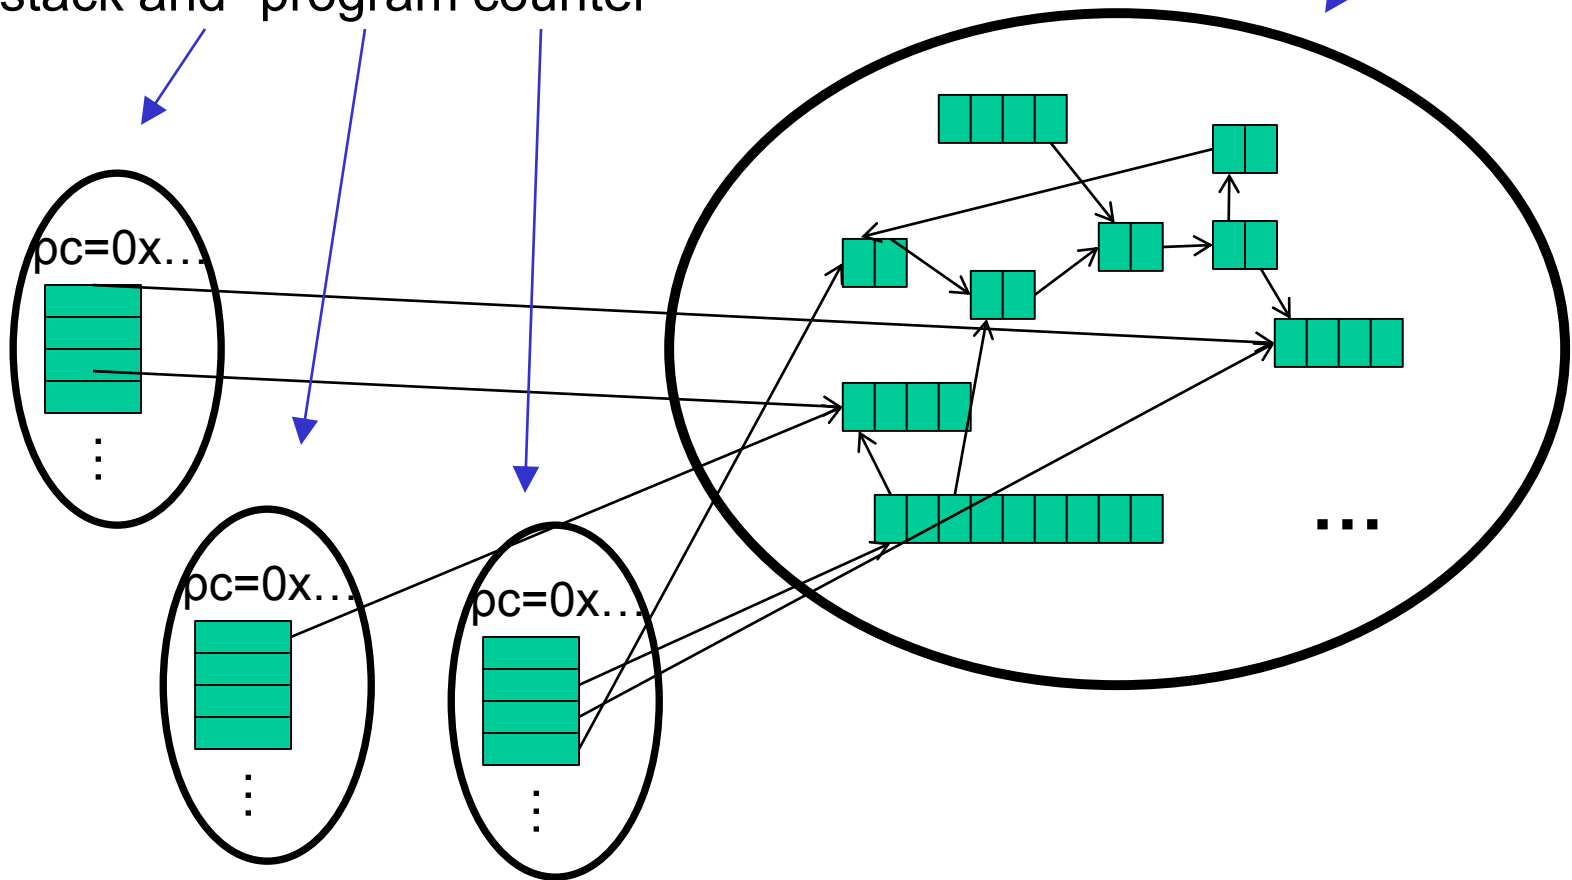 stack and program counter
pc=0x…
pc=0x…
pc=0x…
…